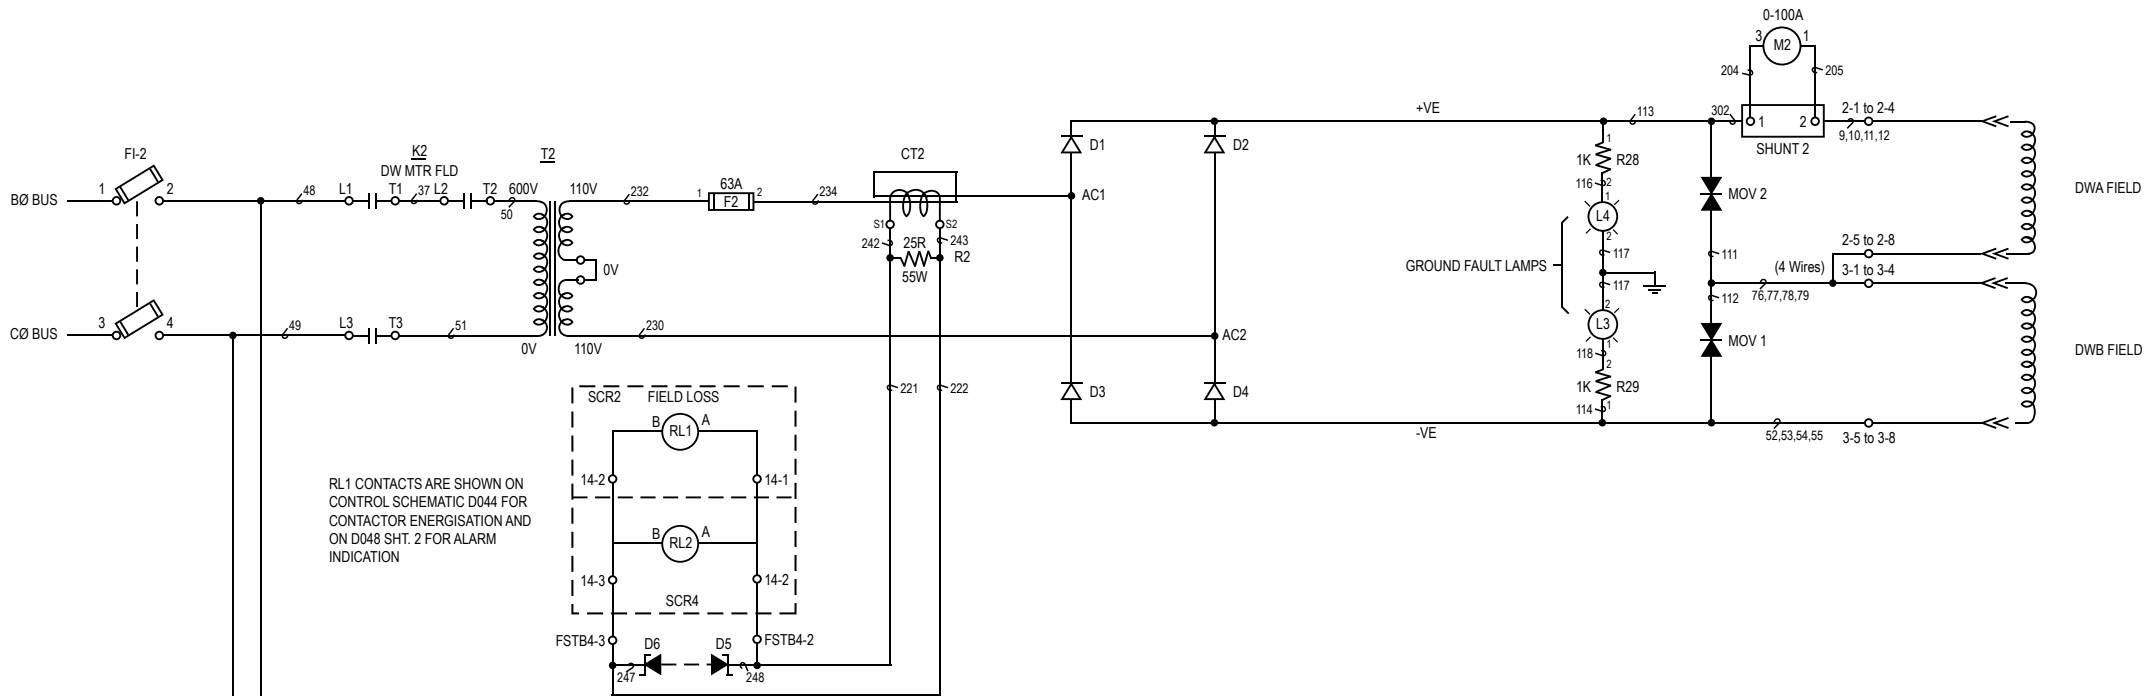 0-100A
3 M2 1
204 205
+VE 113 302 1 2 2-1 to 2-4
9,10,11,12
SHUNT 2
FI-2
K2
DW MTR FLD
T2
CT2
D1 D2
1
1K R28
116 2
BØ BUS 1 2 48 L1 T1 37 L2 T2 600V 110V 232 1 63A 2 234 AC1
50 F2
1
L4
2
MOV 2
DWA FIELD
S1 S2
242 25R 243
R2
55W
0V
117
GROUND FAULT LAMPS
117
111
2-5 to 2-8
(4 Wires) 3-1 to 3-4
76,77,78,79
112
CØ BUS 3 4 49 L3 T3 51 230 AC2
0V 110V
2
L3
1
118
2
MOV 1
DWB FIELD
221 222
D3 D4
1K R29
114 1
-VE
52,53,54,55 3-5 to 3-8
SCR2 FIELD LOSS
B RL1 A
14-2 14-1
RL1 CONTACTS ARE SHOWN ON
CONTROL SCHEMATIC D044 FOR
CONTACTOR ENERGISATION AND
ON D048 SHT. 2 FOR ALARM
INDICATION
B RL2 A
14-3 14-2
SCR4
FSTB4-3 D6 D5 FSTB4-2
247 248